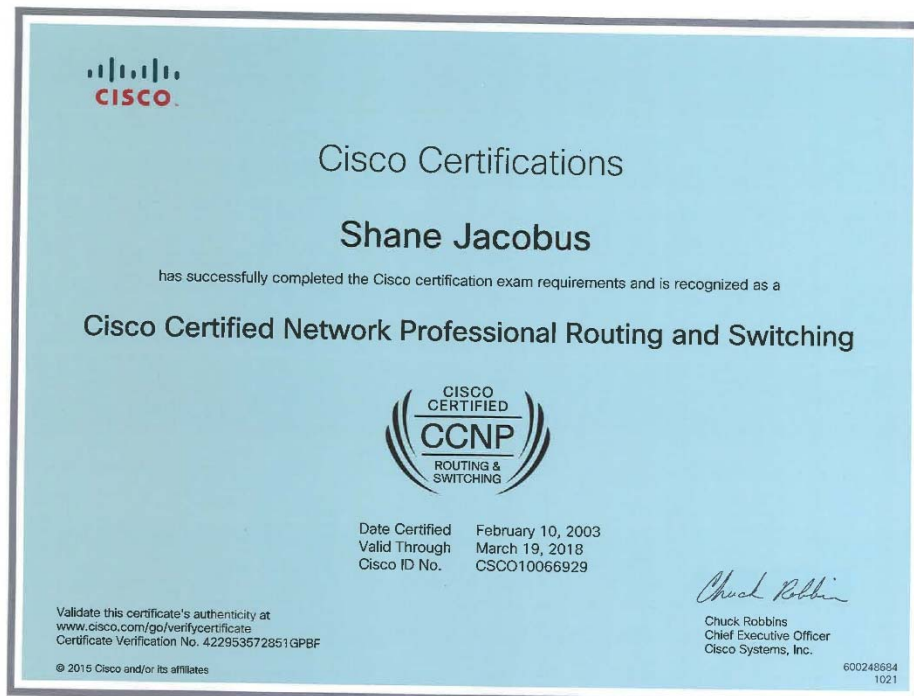 CISCO.
Cisco Certifications
Shane Jacobus
has successfully completed the Cisco certification exam requirements and is recognized as a
Cisco Certified Network Professional Routing and Switching
CISCO
CERTIFIED
CCNP
ROUTING &
SWITCHING
Date Certified February 10, 2003
Valid Through March 19, 2018
Cisco ID No. CSCO10066929
Chuck Robbins
Validate this certificate's authenticity at
www.cisco.com/go/verifycertificate
Certificate Verification No. 422953572851GPBF
Chuck Robbins
Chief Executive Officer
Cisco Systems, Inc.
© 2015 Cisco and/or its affiliates
600248684
1021